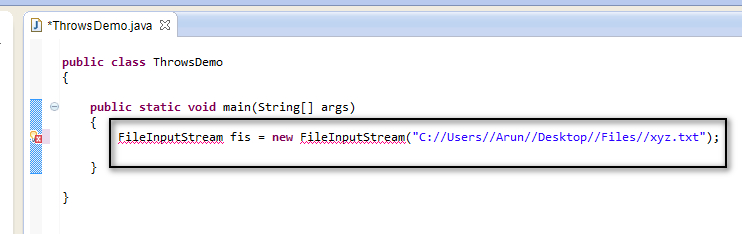 *ThrowsDemo.java
public class ThrowsDemo
{
public static void main(String[] args)
{
FileInputStream fis = new FileInputStream("C://Users//Arun//Desktop//Files//xyz.txt");
}
}